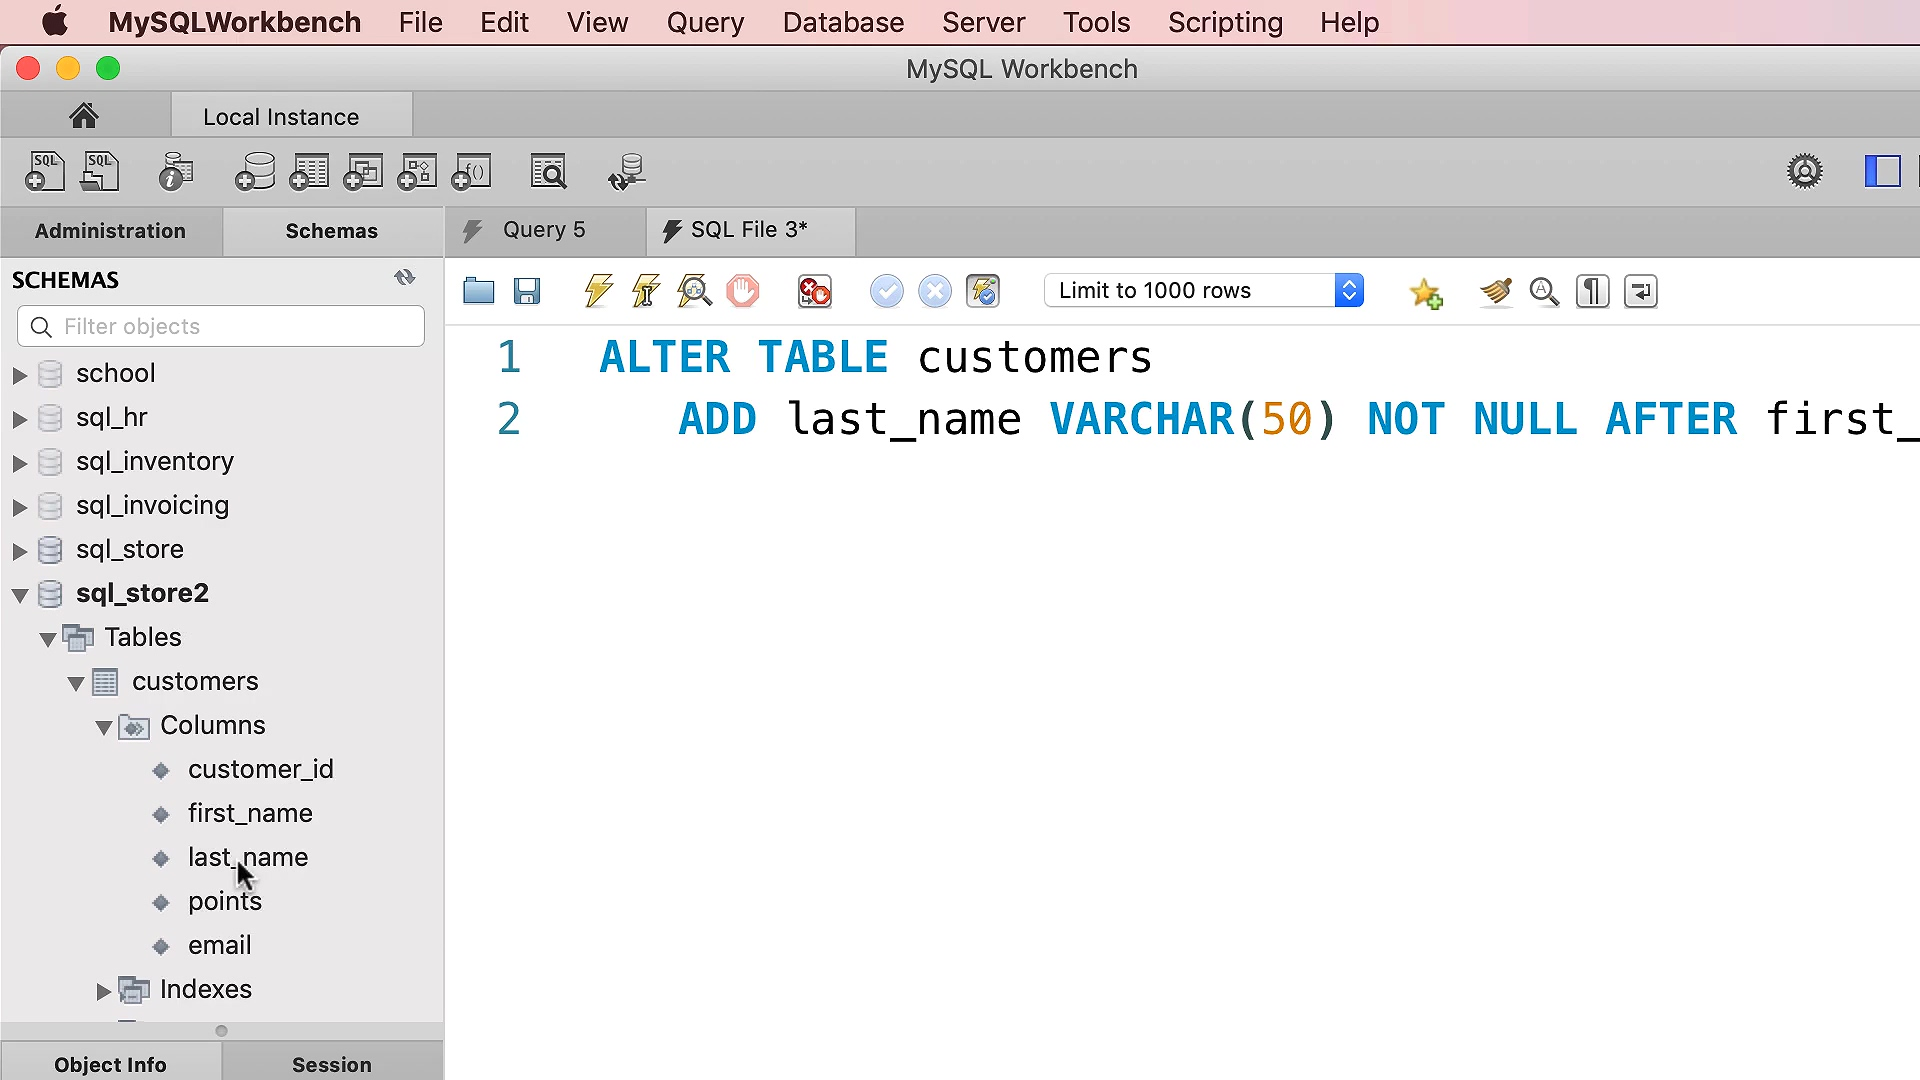 MySQLWorkbench File Edit View Query Database Server Tools Scripting Help
MySQL Workbench
Local Instance
SQL SQL
Administration Schemas
Query 5 SQL File 3*
SCHEMAS
Limit to 1000 rows
Filter objects
1 ALTER TABLE customers
2 ADD last_name VARCHAR(50) NOT NULL AFTER first_
school
sql_hr
sql_inventory
sql_invoicing
sql_store
sql_store2
Tables
customers
Columns
customer_id
first_name
last_name
points
email
Indexes
Object Info Session